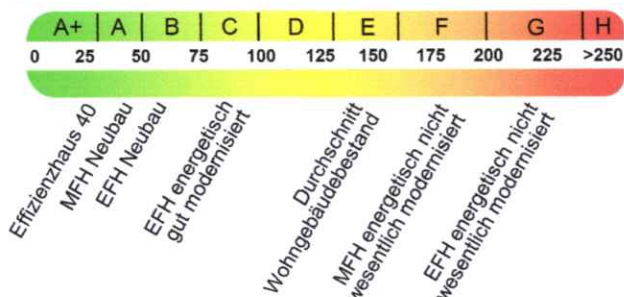 A+ A B C D E F G H
0 25 50 75 100 125 150 175 200 225 >250
Effizienzhaus 40
MFH Neubau
EFH Neubau
EFH energetisch
gut modernisiert
Durchschnitt
Wohngebäudebestand
MFH energetisch nicht
wesentlich modernisiert
EFH energetisch nicht
wesentlich modernisiert